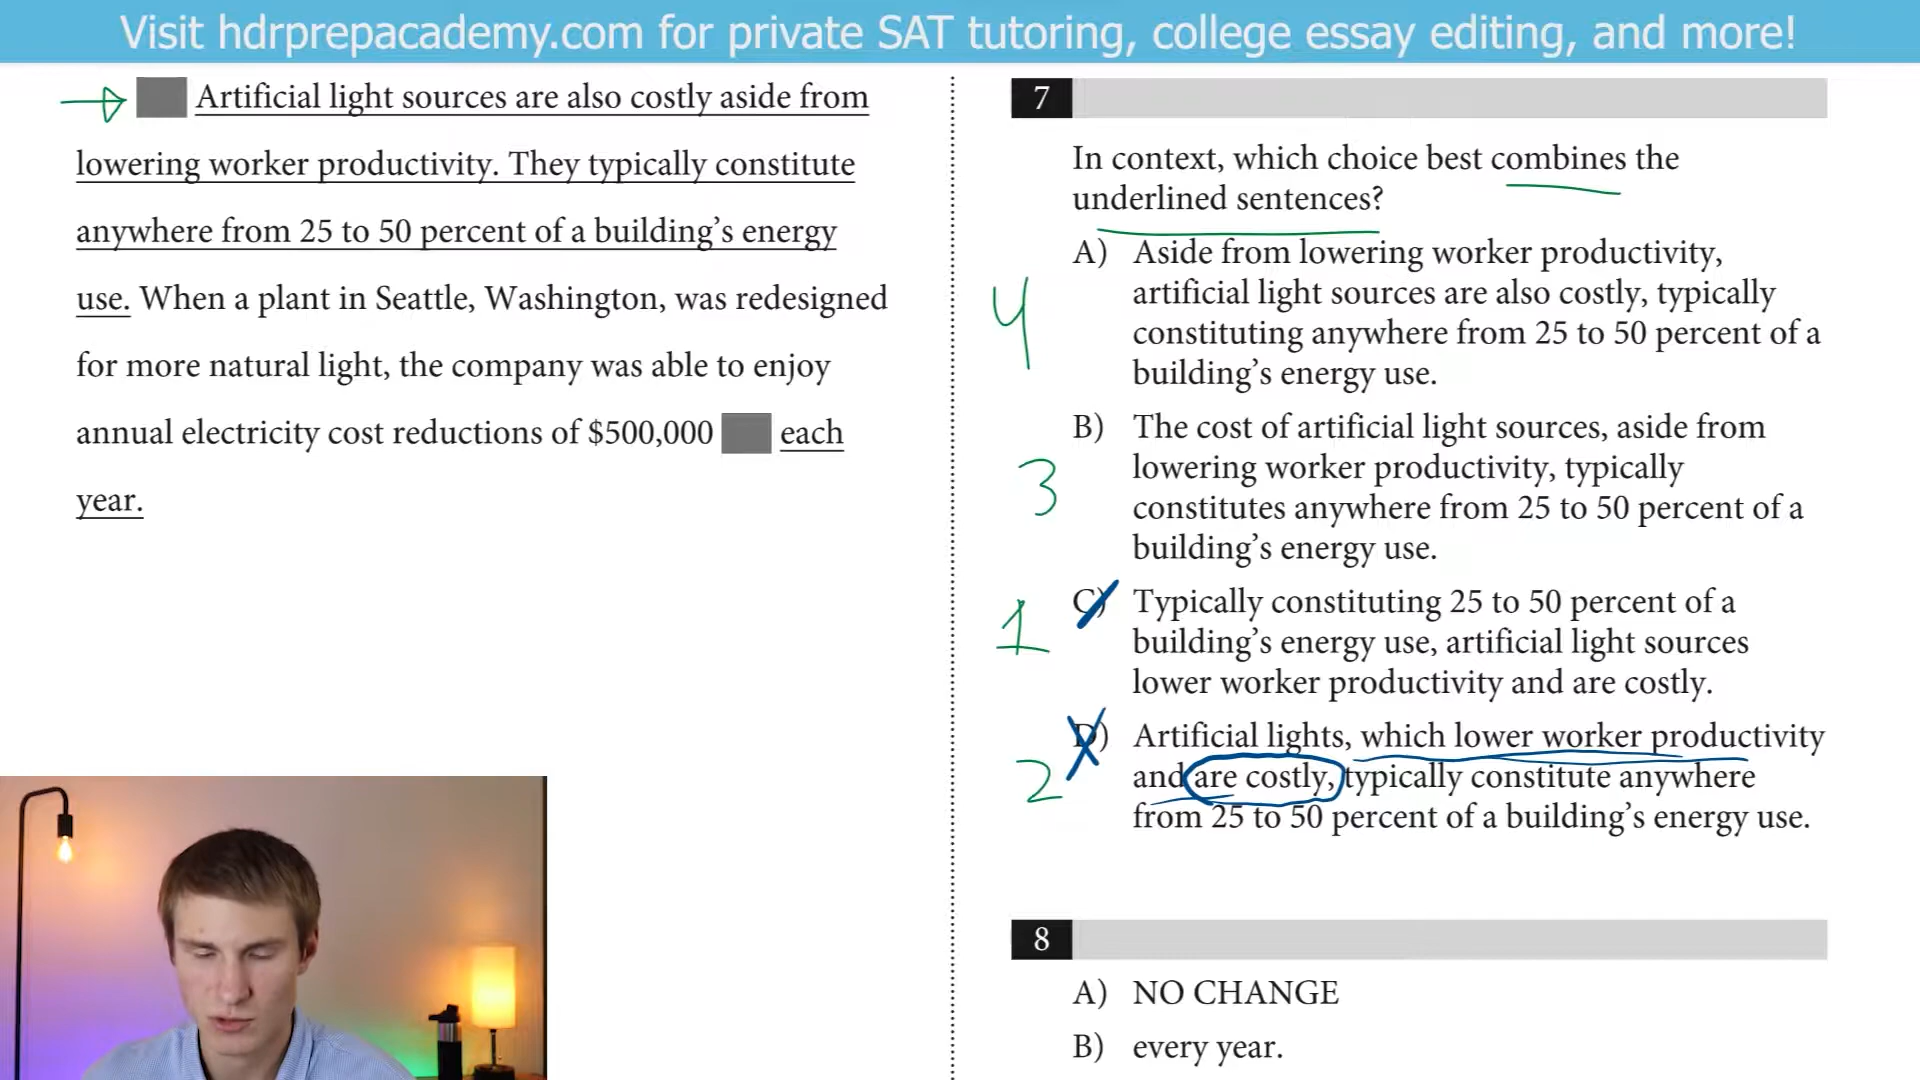 Visit hdrprepacademy.com for private SAT tutoring, college essay editing, and more!
Artificial light sources are also costly aside from
lowering worker productivity. They typically constitute
anywhere from 25 to 50 percent of a building’s energy
use. When a plant in Seattle, Washington, was redesigned
for more natural light, the company was able to enjoy
annual electricity cost reductions of $500,000 each
year.
7
In context, which choice best combines the
underlined sentences?
A) Aside from lowering worker productivity,
artificial light sources are also costly, typically
constituting anywhere from 25 to 50 percent of a
building’s energy use.
4
B) The cost of artificial light sources, aside from
lowering worker productivity, typically
constitutes anywhere from 25 to 50 percent of a
building’s energy use.
3
C) Typically constituting 25 to 50 percent of a
building’s energy use, artificial light sources
lower worker productivity and are costly.
1
D) Artificial lights, which lower worker productivity
and are costly, typically constitute anywhere
from 25 to 50 percent of a building’s energy use.
2
8
A) NO CHANGE
B) every year.